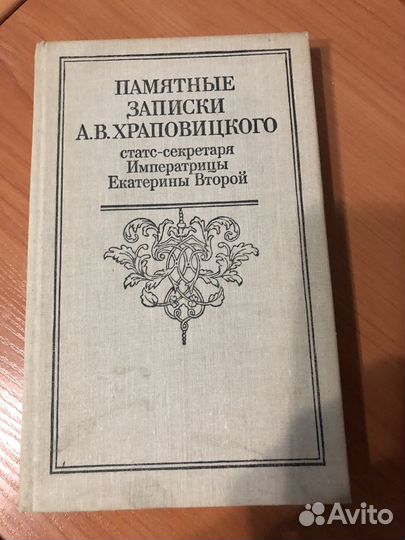 ПАМЯТНЫЕ
ЗАПИСКИ
А.В.ХРАПОВИЦКОГО
статс-секретаря
Императрицы
Екатерины Второй
Avito